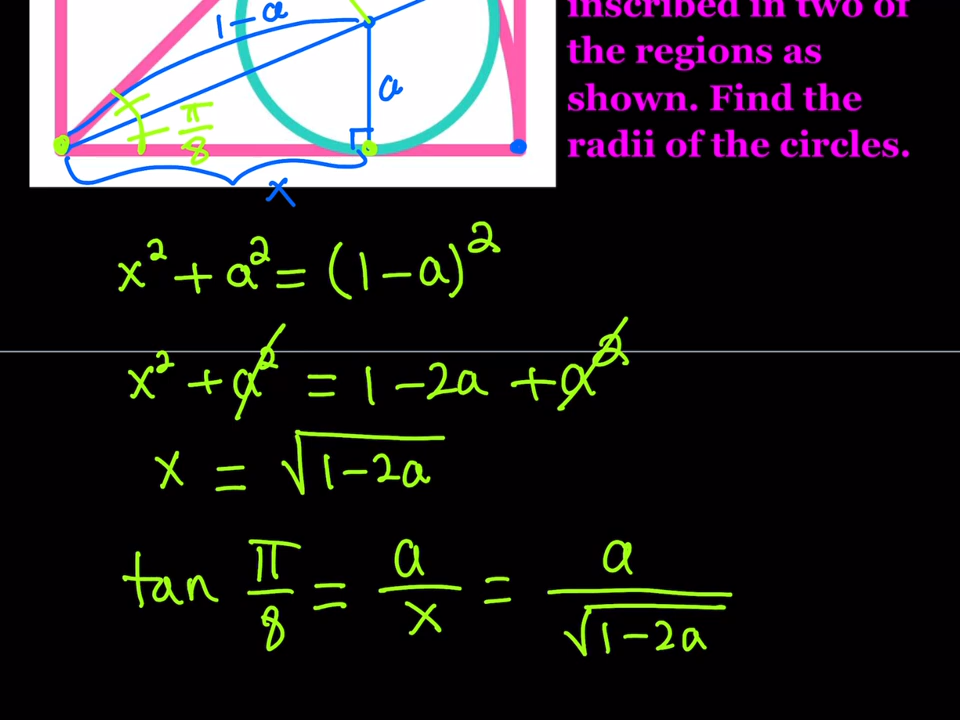 inscribed in two of
the regions as
shown. Find the
radii of the circles.
1-a
a
π/8
x
x² + a² = (1-a)²
x² + a² = 1-2a + a²
x = √(1-2a)
tan π/8 = a/x = a/√(1-2a)